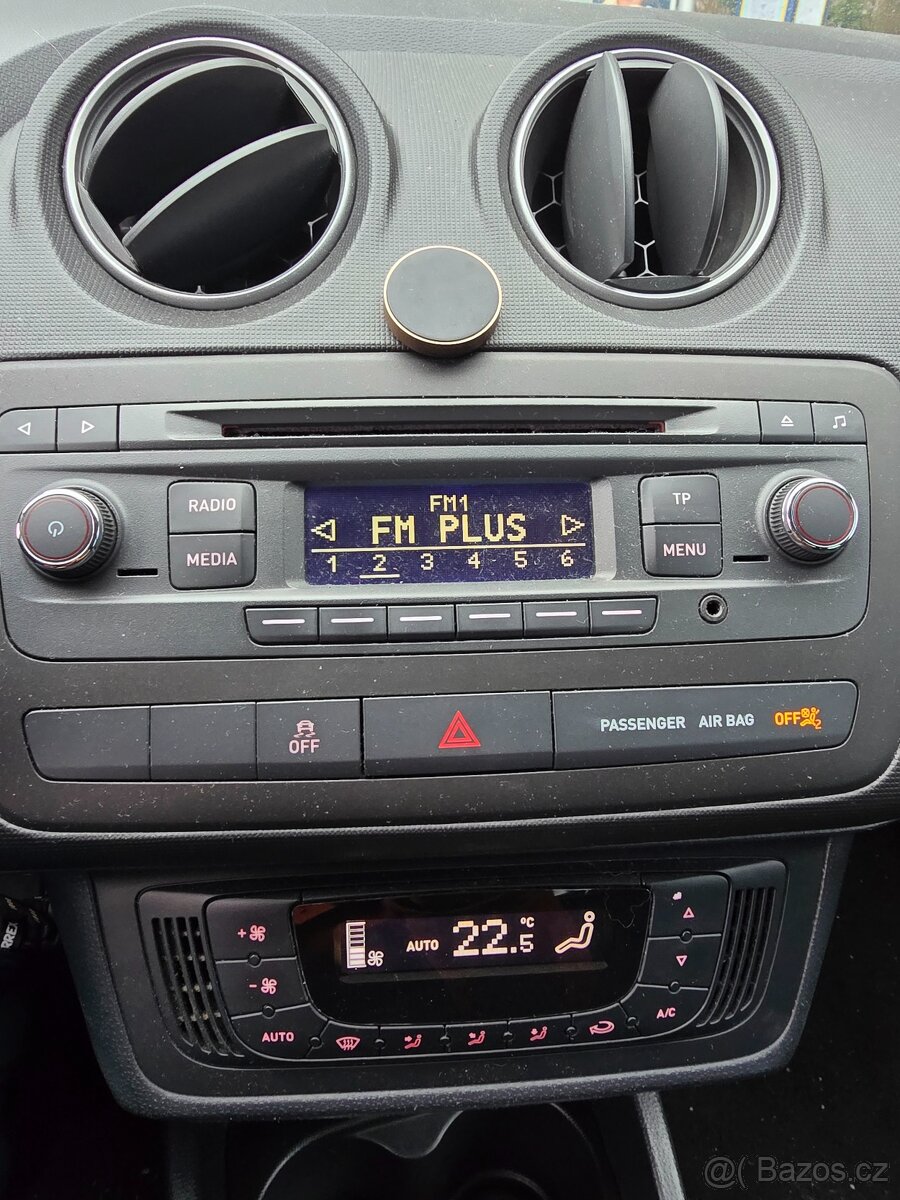 RADIO
MEDIA
FM1
FM PLUS
1 2 3 4 5 6
TP
MENU
OFF
PASSENGER AIR BAG OFF 2
AUTO 22.5 °C
+
-
AUTO
A/C
@( Bazos.cz